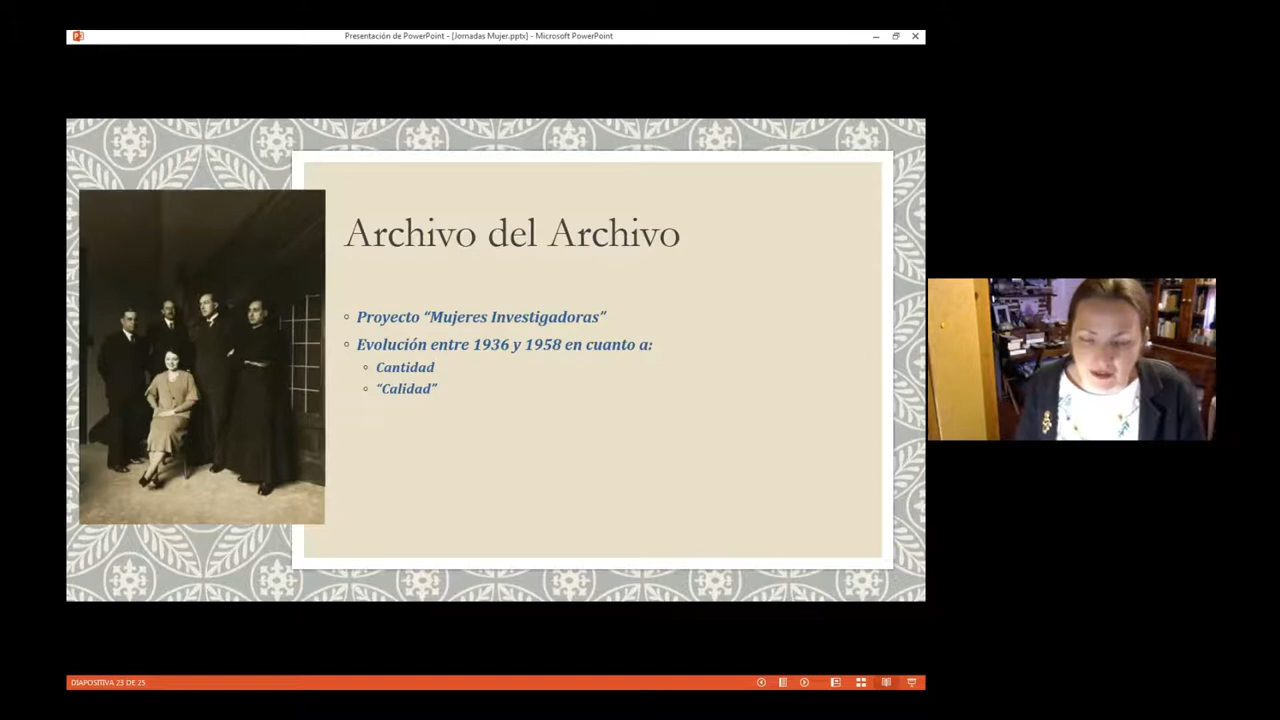 Presentación de PowerPoint - [Jornadas Mujer.pptx] - Microsoft PowerPoint
Archivo del Archivo
Proyecto “Mujeres Investigadoras”
Evolución entre 1936 y 1958 en cuanto a:
Cantidad
“Calidad”
DIAPOSITIVA 23 DE 25